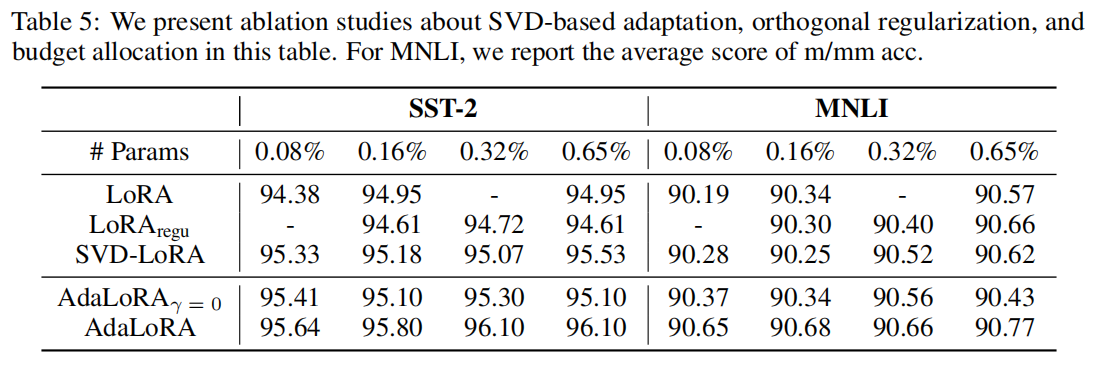 Table 5: We present ablation studies about SVD-based adaptation, orthogonal regularization, and
budget allocation in this table. For MNLI, we report the average score of m/mm acc.
SST-2 MNLI
# Params 0.08% 0.16% 0.32% 0.65% 0.08% 0.16% 0.32% 0.65%
LoRA 94.38 94.95 - 94.95 90.19 90.34 - 90.57
LoRAregu - 94.61 94.72 94.61 - 90.30 90.40 90.66
SVD-LoRA 95.33 95.18 95.07 95.53 90.28 90.25 90.52 90.62
AdaLoRAγ = 0 95.41 95.10 95.30 95.10 90.37 90.34 90.56 90.43
AdaLoRA 95.64 95.80 96.10 96.10 90.65 90.68 90.66 90.77